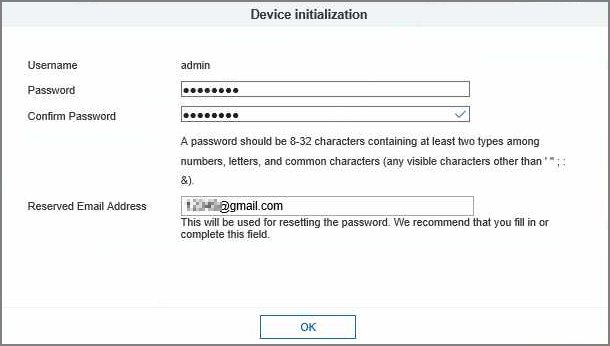 Device initialization
Username admin
Password ●●●●●●●●
Confirm Password ●●●●●●●●
A password should be 8-32 characters containing at least two types among
numbers, letters, and common characters (any visible characters other than ' " ; :
&).
Reserved Email Address @gmail.com
This will be used for resetting the password. We recommend that you fill in or
complete this field.
OK